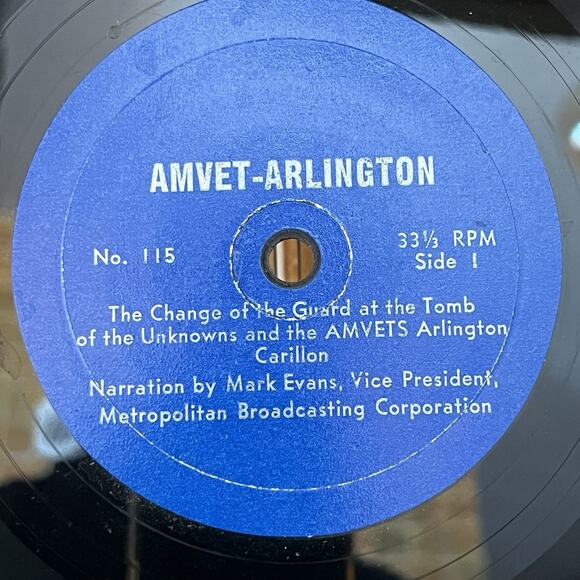 AMVET-ARLINGTON
No. 115
33⅓ RPM
Side 1
The Change of the Guard at the Tomb
of the Unknowns and the AMVETS Arlington
Carillon
Narration by Mark Evans, Vice President,
Metropolitan Broadcasting Corporation